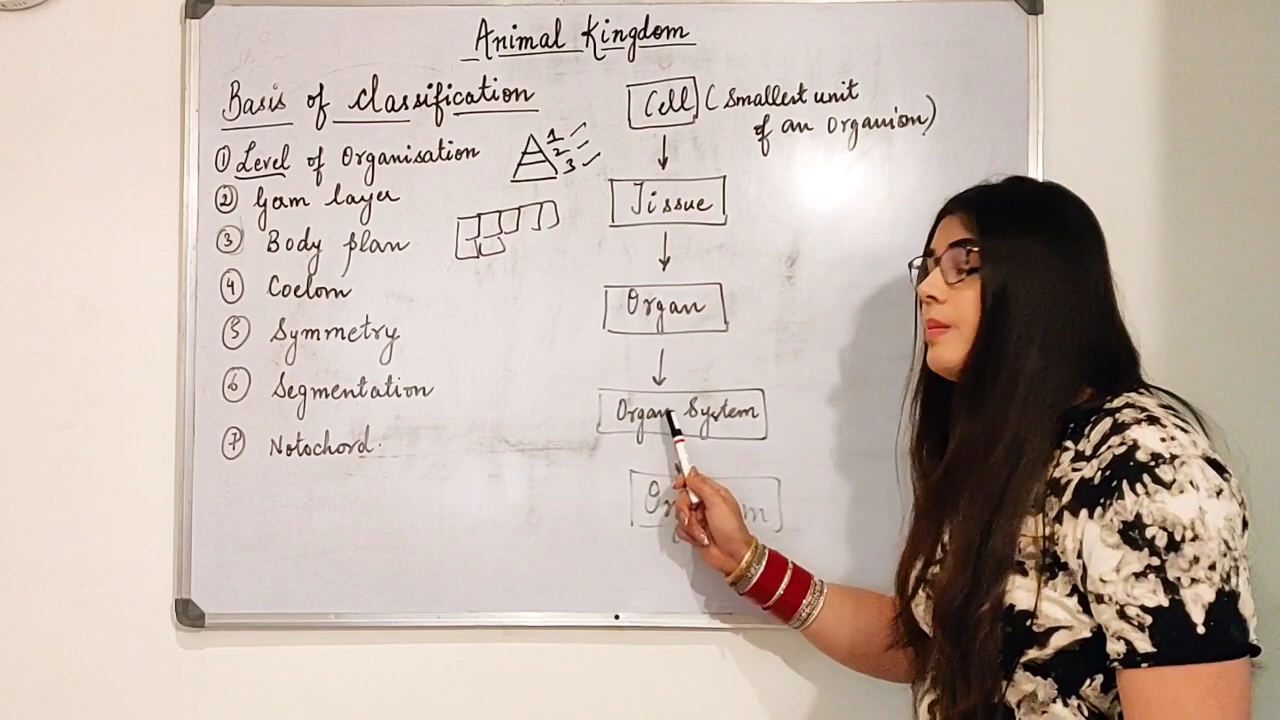 Animal Kingdom
Basis of classification
① Level of Organisation
1
2
3
② Germ layer
③ Body plan
④ Coelom
⑤ Symmetry
⑥ Segmentation
⑦ Notochord.
Cell (Smallest unit
of an organism)
Tissue
Organ
Organ System